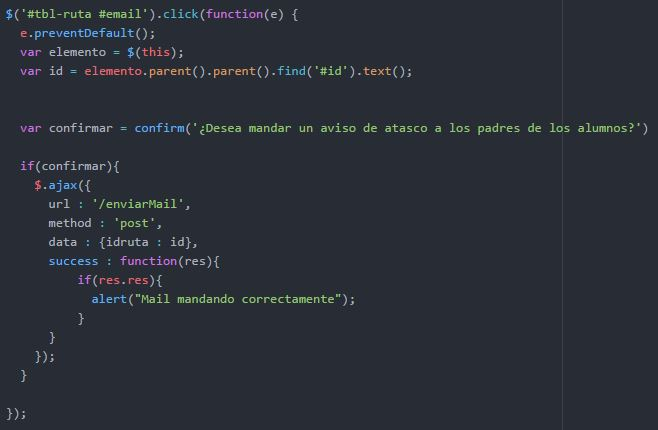 $('#tbl-ruta #email').click(function(e) {
e.preventDefault();
var elemento = $(this);
var id = elemento.parent().parent().find('#id').text();
var confirmar = confirm('¿Desea mandar un aviso de atasco a los padres de los alumnos?')
if(confirmar){
$.ajax({
url : '/enviarMail',
method : 'post',
data : {idruta : id},
success : function(res){
if(res.res){
alert("Mail mandando correctamente");
}
}
});
}
});